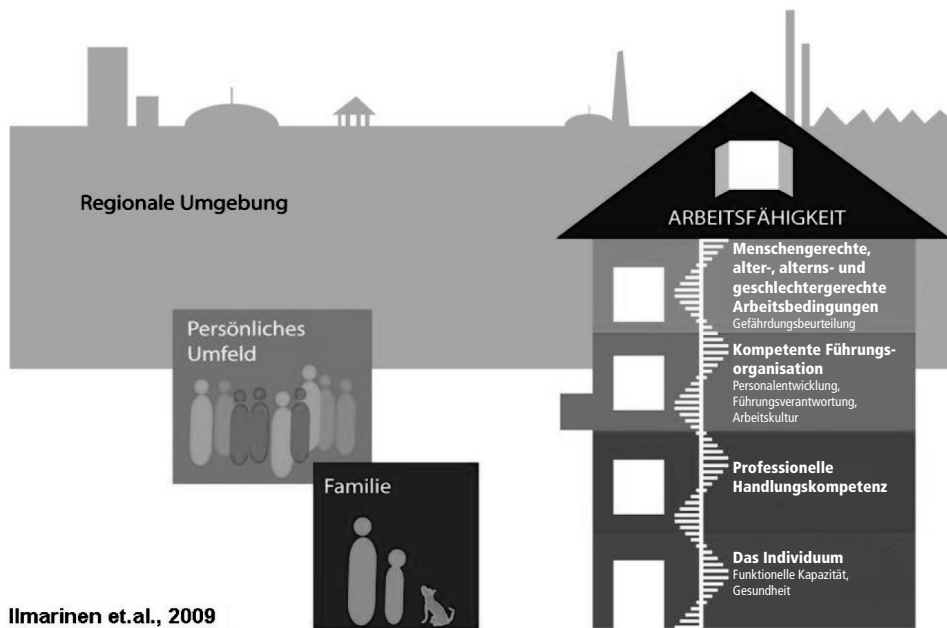 Regionale Umgebung
Persönliches
Umfeld
Familie
ARBEITSFÄHIGKEIT
Menschengerechte,
alter-, alterns- und
geschlechtergerechte
Arbeitsbedingungen
Gefährdungsbeurteilung
Kompetente Führungs-
organisation
Personalentwicklung,
Führungsverantwortung,
Arbeitskultur
Professionelle
Handlungskompetenz
Das Individuum
Funktionelle Kapazität,
Gesundheit
Ilmarinen et.al., 2009